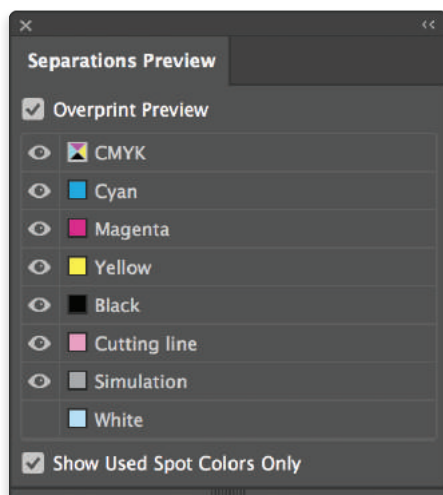 Separations Preview
Overprint Preview
CMYK
Cyan
Magenta
Yellow
Black
Cutting line
Simulation
White
Show Used Spot Colors Only